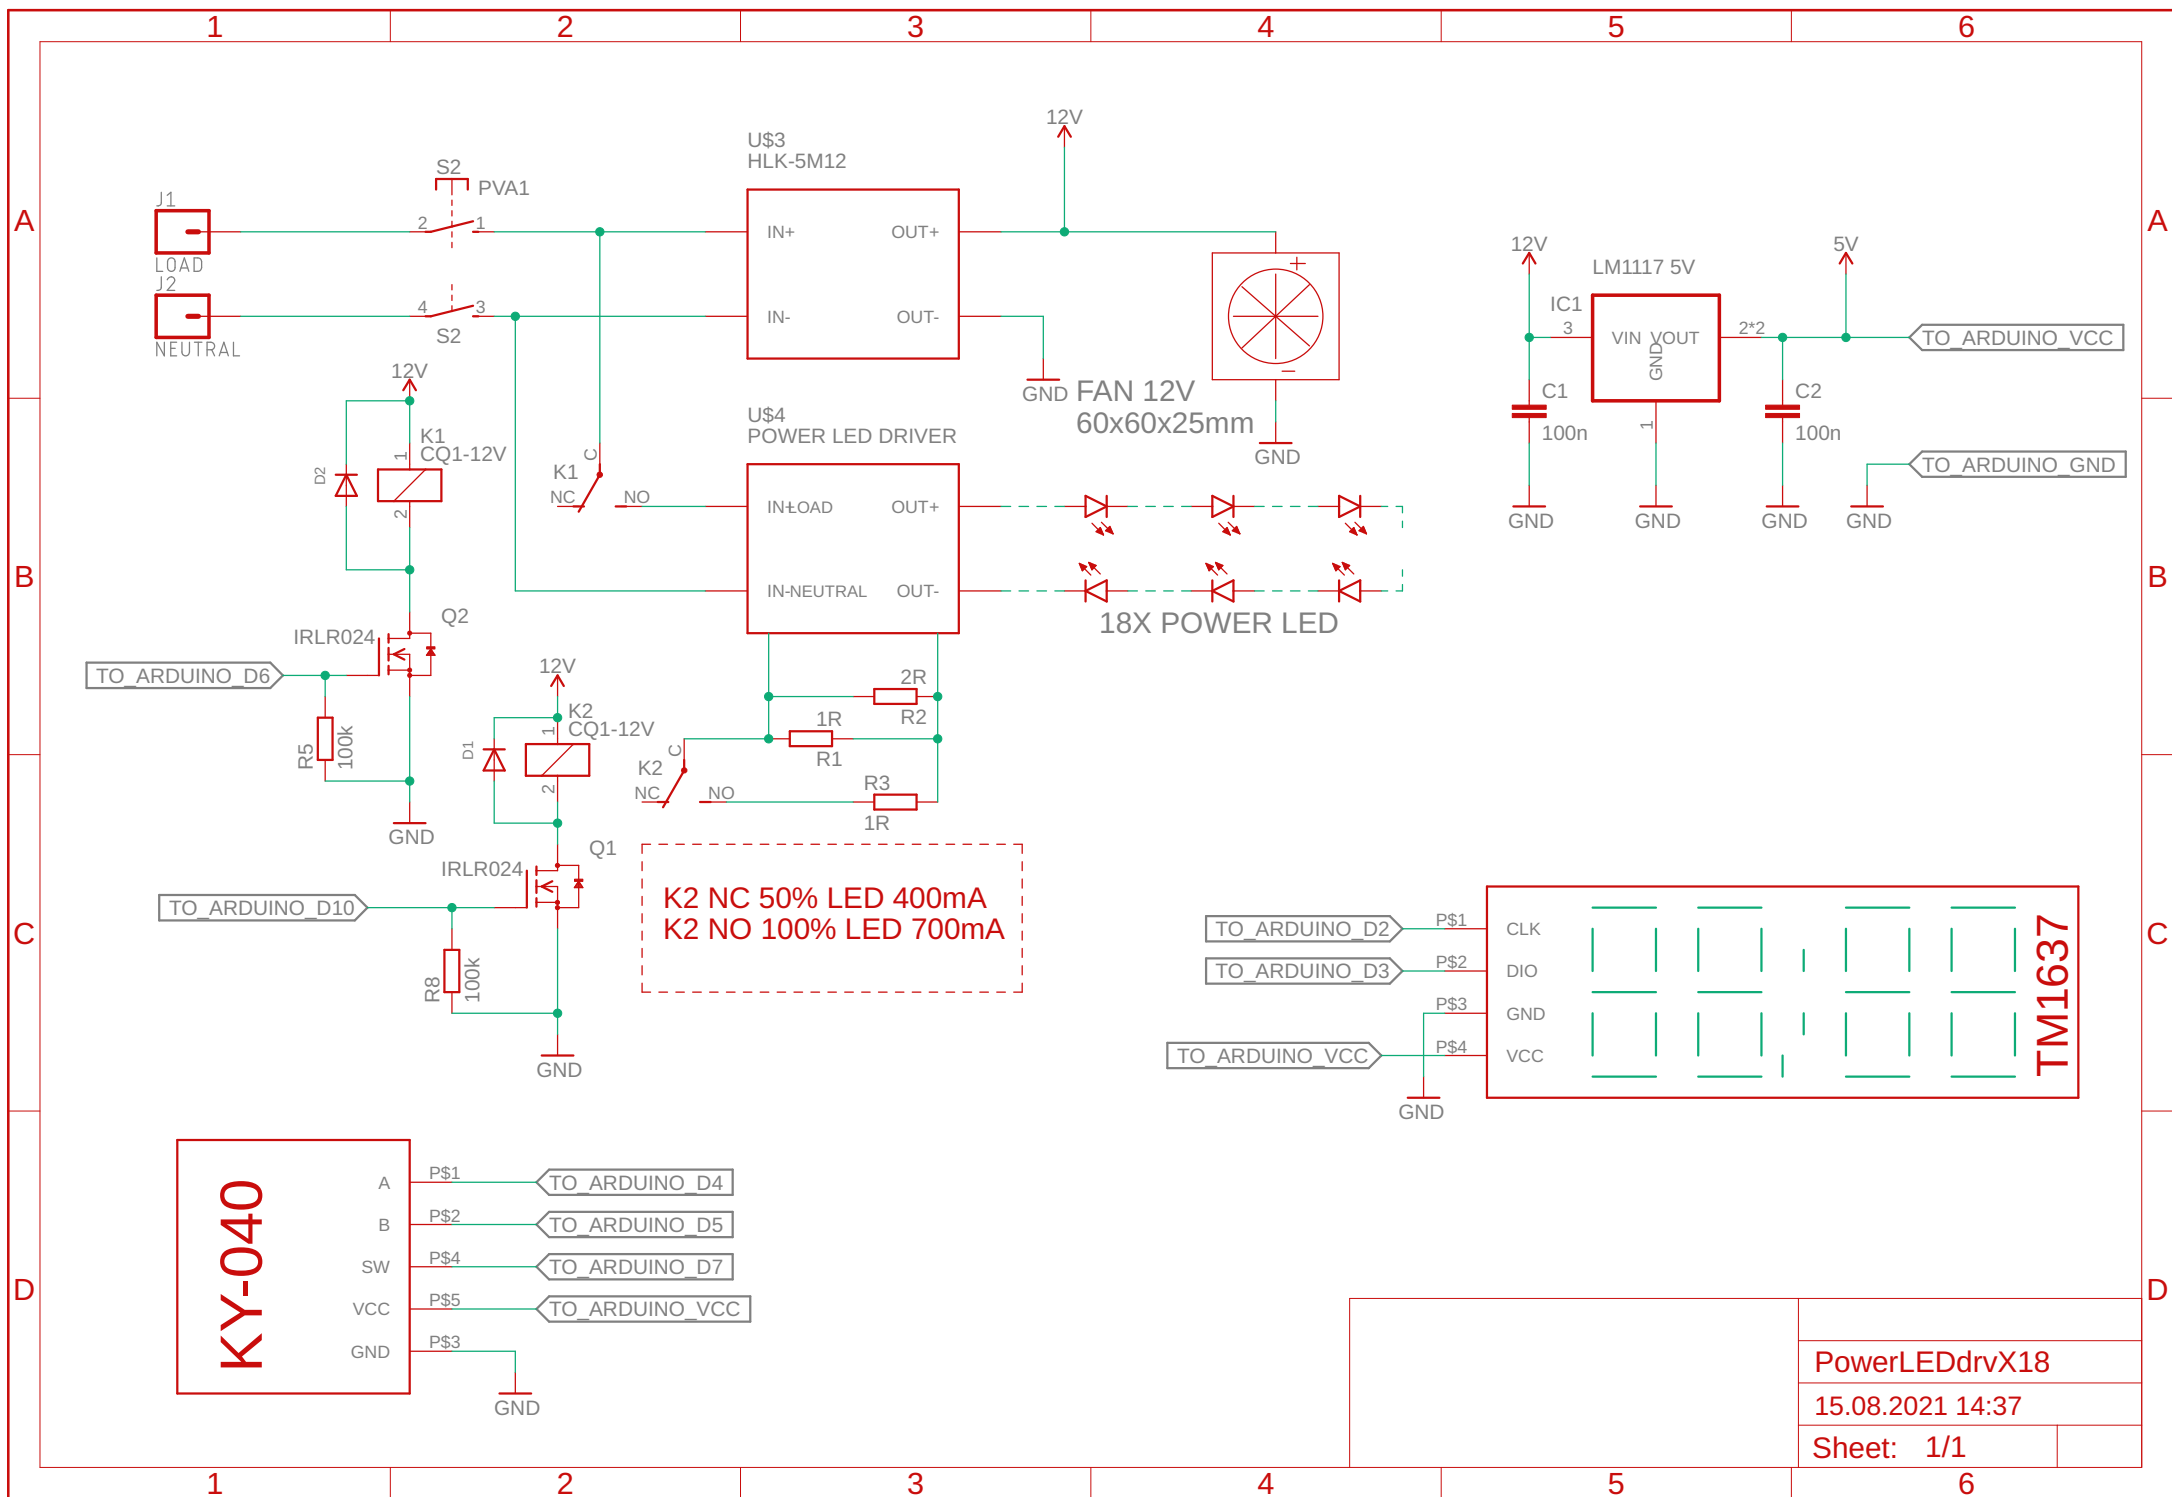 1 2 3 4 5 6
A
A
B
B
C
C
D
D
J1
LOAD
J2
NEUTRAL
S2
PVA1
2 1
4 3
S2
U$3
HLK-5M12
IN+ OUT+
IN- OUT-
12V
GND
FAN 12V
60x60x25mm
+
−
GND
12V
LM1117 5V
5V
IC1
3
VIN VOUT
GND
2*2
1
TO_ARDUINO_VCC
C1
100n
C2
100n
TO_ARDUINO_GND
GND
GND
GND
GND
12V
K1
CQ1-12V
1
2
D2
Q2
IRLR024
TO_ARDUINO_D6
R5
100k
GND
K1
C
NC NO
U$4
POWER LED DRIVER
IN+LOAD OUT+
IN-NEUTRAL OUT-
18X POWER LED
12V
K2
CQ1-12V
1
2
D1
Q1
IRLR024
TO_ARDUINO_D10
R8
100k
GND
2R
R2
1R
R1
K2
C
NC NO
R3
1R
K2 NC 50% LED 400mA
K2 NO 100% LED 700mA
TO_ARDUINO_D2 P$1 CLK
TO_ARDUINO_D3 P$2 DIO
P$3 GND
TO_ARDUINO_VCC P$4 VCC
GND
TM1637
KY-040
A P$1 TO_ARDUINO_D4
B P$2 TO_ARDUINO_D5
SW P$4 TO_ARDUINO_D7
VCC P$5 TO_ARDUINO_VCC
GND P$3
GND
PowerLEDdrvX18
15.08.2021 14:37
Sheet: 1/1
1 2 3 4 5 6